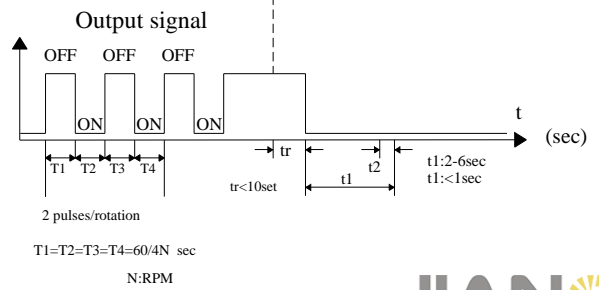 Output signal
OFF OFF OFF
ON ON ON
t
(sec)
T1 T2 T3 T4
tr
t2
t1
tr<10set
t1:2-6sec
t1:<1sec
2 pulses/rotation
T1=T2=T3=T4=60/4N sec
N:RPM